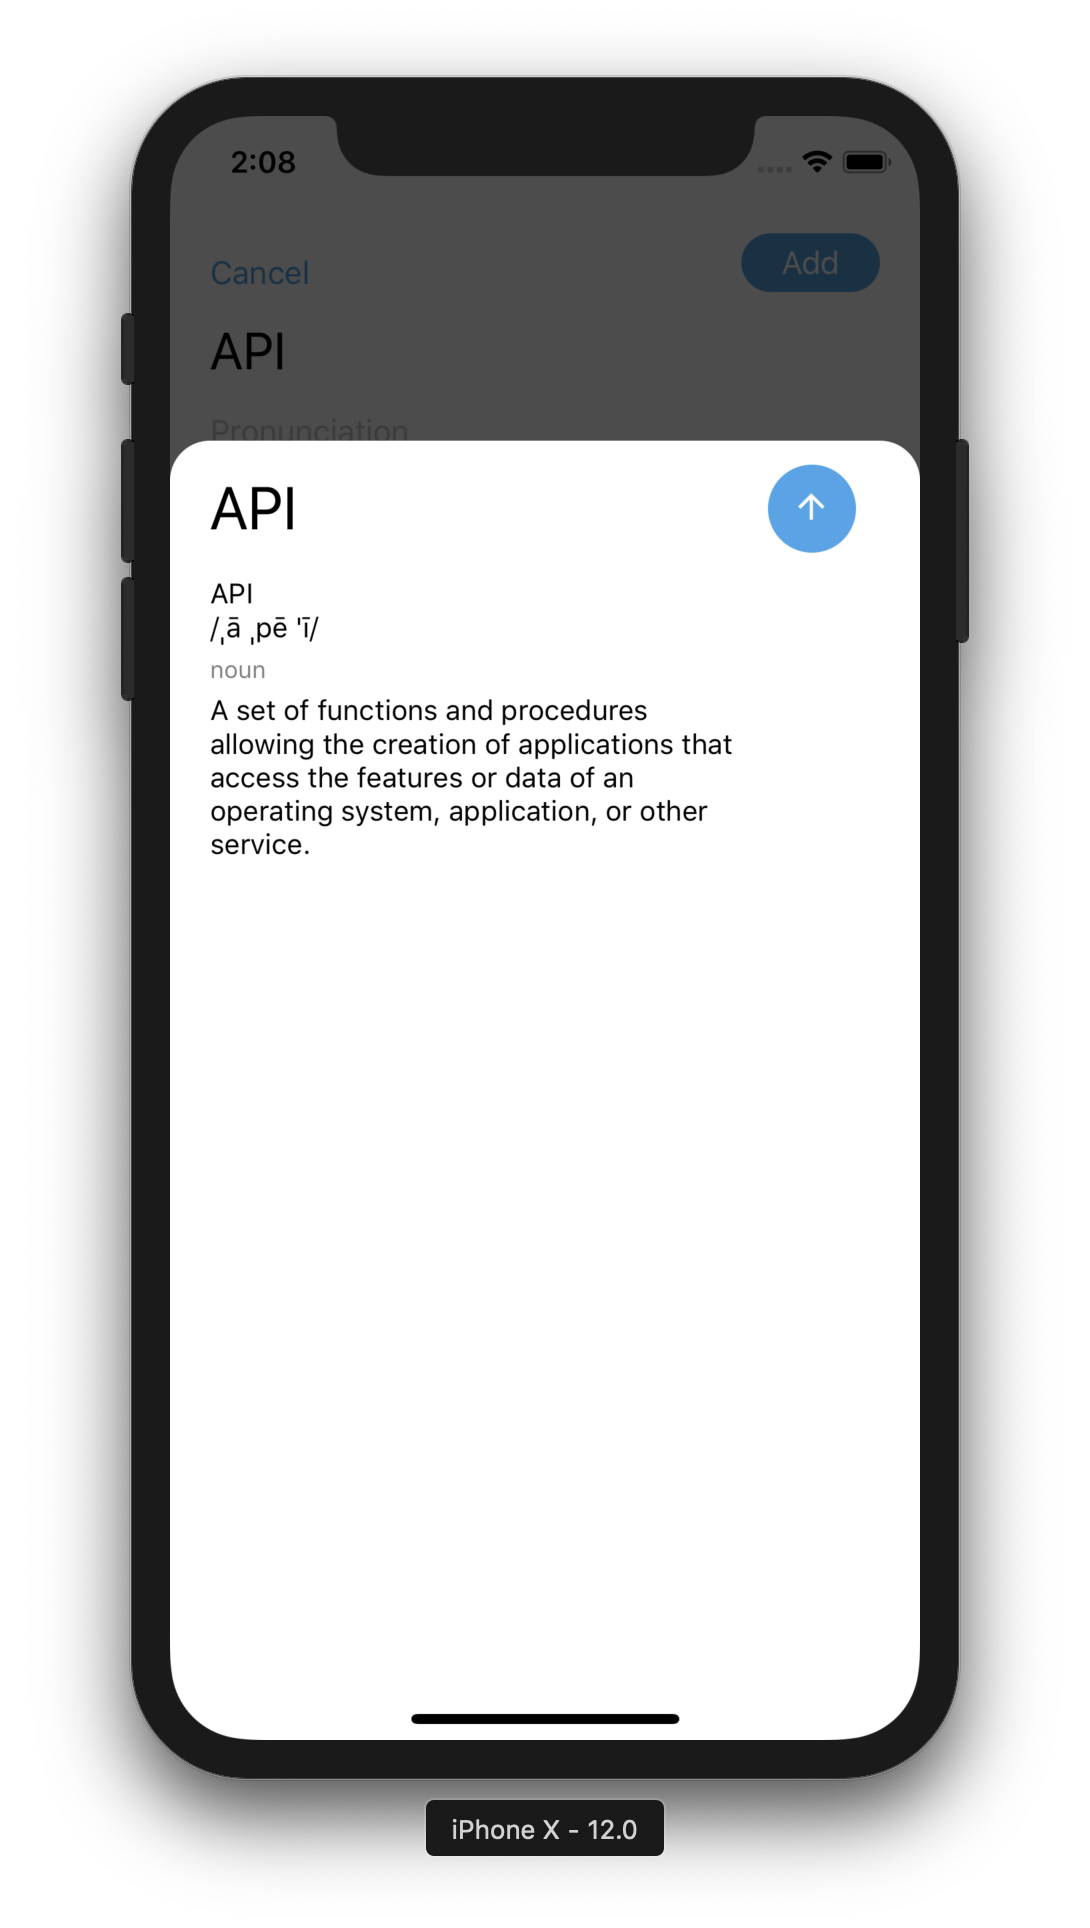 2:08
Cancel
Add
API
Pronunciation
API
API
/ˌā ˌpē 'ī/
noun
A set of functions and procedures
allowing the creation of applications that
access the features or data of an
operating system, application, or other
service.
iPhone X - 12.0